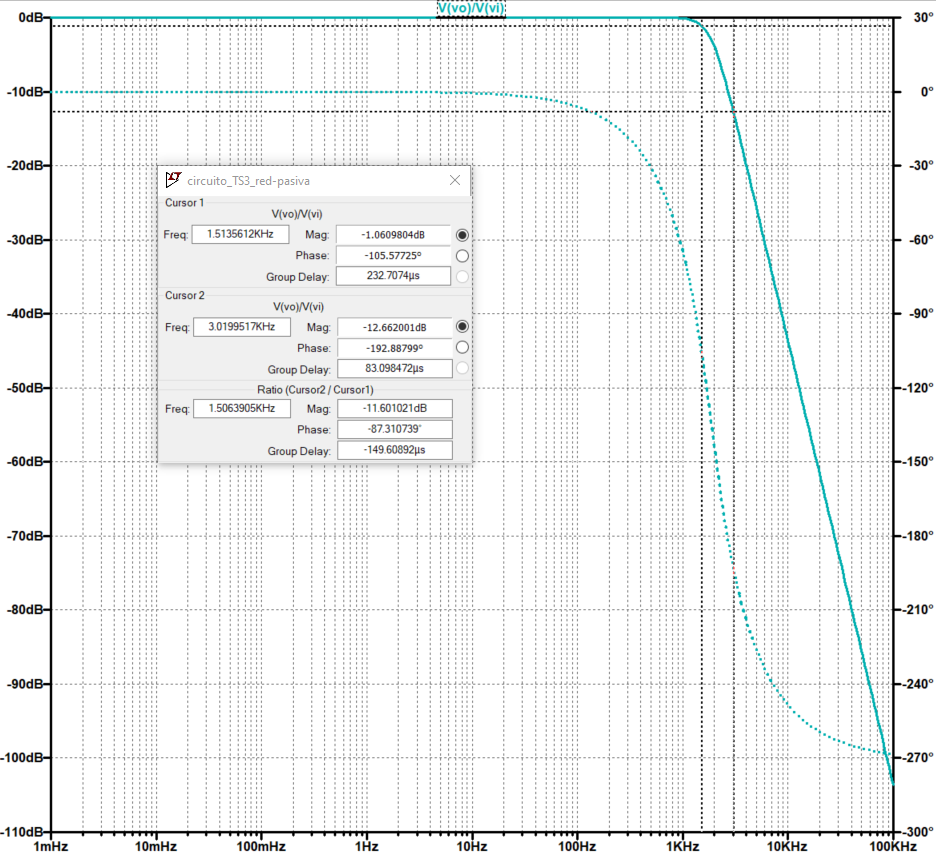 V(vo)/V(vi)
0dB
-10dB
-20dB
-30dB
-40dB
-50dB
-60dB
-70dB
-80dB
-90dB
-100dB
-110dB
30°
0°
-30°
-60°
-90°
-120°
-150°
-180°
-210°
-240°
-270°
-300°
circuito_TS3_red-pasiva
Cursor 1
V(vo)/V(vi)
Freq: 1.5135612KHz Mag: -1.0609804dB
Phase: -105.57725°
Group Delay: 232.7074µs
Cursor 2
V(vo)/V(vi)
Freq: 3.0199517KHz Mag: -12.662001dB
Phase: -192.88799°
Group Delay: 83.098472µs
Ratio (Cursor2 / Cursor1)
Freq: 1.5063905KHz Mag: -11.601021dB
Phase: -87.310739°
Group Delay: -149.60892µs
1mHz 10mHz 100mHz 1Hz 10Hz 100Hz 1KHz 10KHz 100KHz